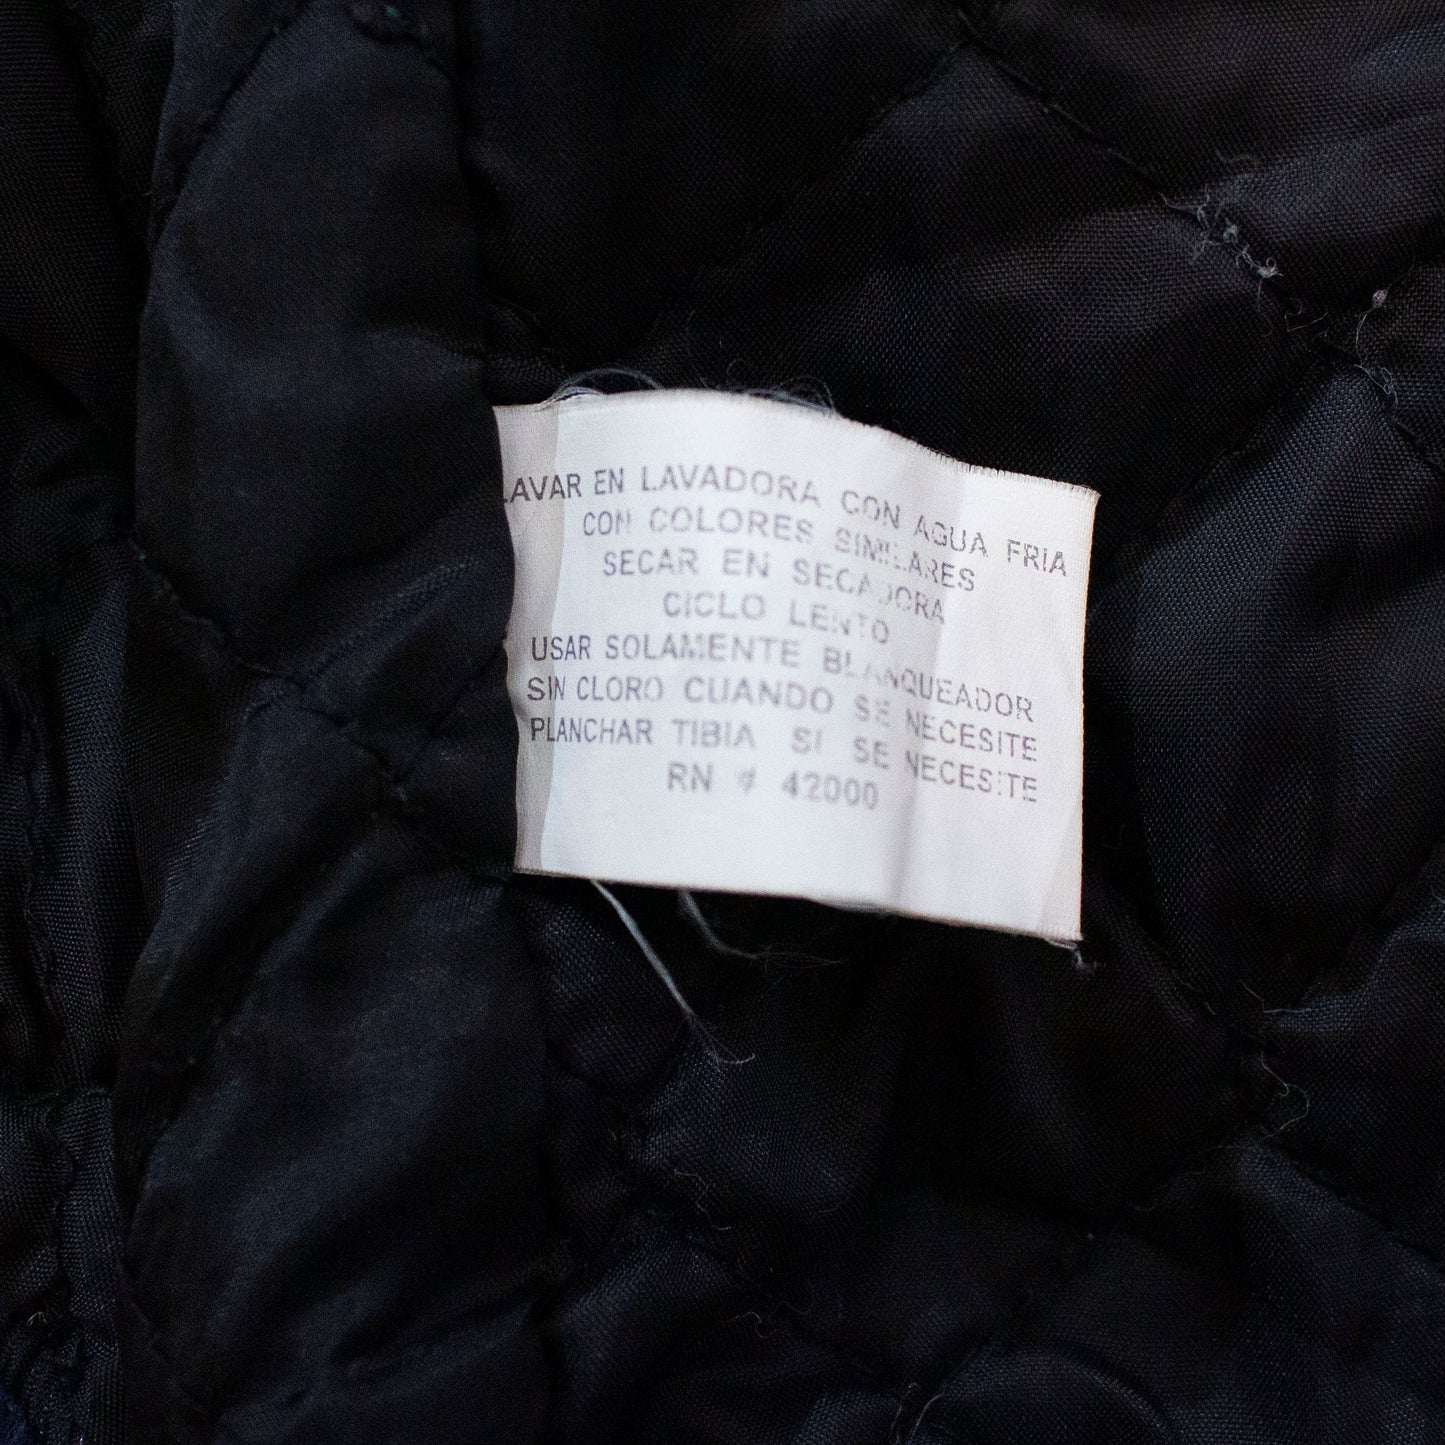 LAVAR EN LAVADORA CON AGUA FRIA
CON COLORES SIMILARES
SECAR EN SECADORA
CICLO LENTO
USAR SOLAMENTE BLANQUEADOR
SIN CLORO CUANDO SE NECESITE
PLANCHAR TIBIA SI SE NECESITE
RN # 42000